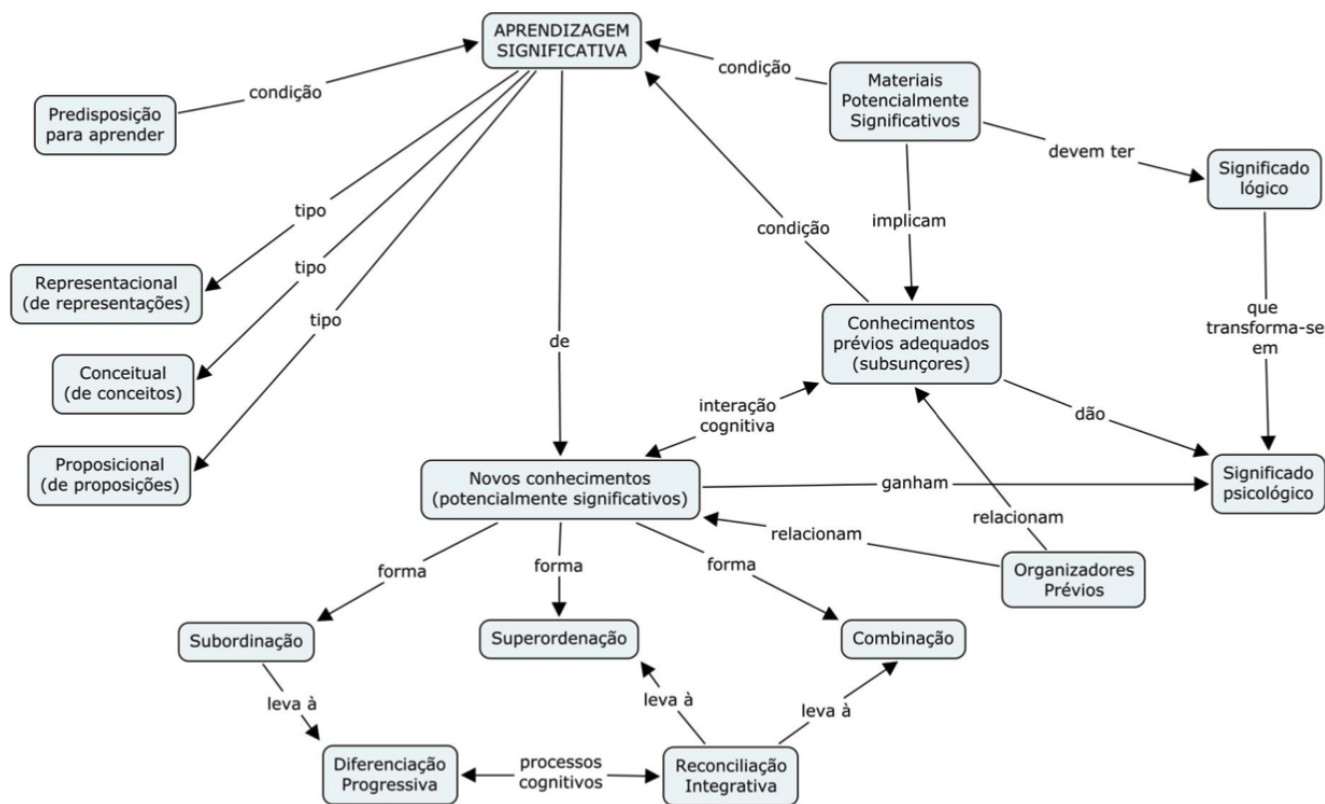 APRENDIZAGEM
SIGNIFICATIVA
condição
condição
Materiais
Potencialmente
Significativos
Predisposição
para aprender
devem ter
Significado
lógico
tipo
condição
implicam
Representacional
(de representações)
tipo
tipo
de
Conhecimentos
prévios adequados
(subsunçores)
que
transforma-se
em
Conceitual
(de conceitos)
interação
cognitiva
dão
Proposicional
(de proposições)
Novos conhecimentos
(potencialmente significativos)
ganham
Significado
psicológico
relacionam
relacionam
forma
forma
forma
Organizadores
Prévios
Subordinação
Superordenação
Combinação
leva à
leva à
leva à
Diferenciação
Progressiva
processos
cognitivos
Reconciliação
Integrativa